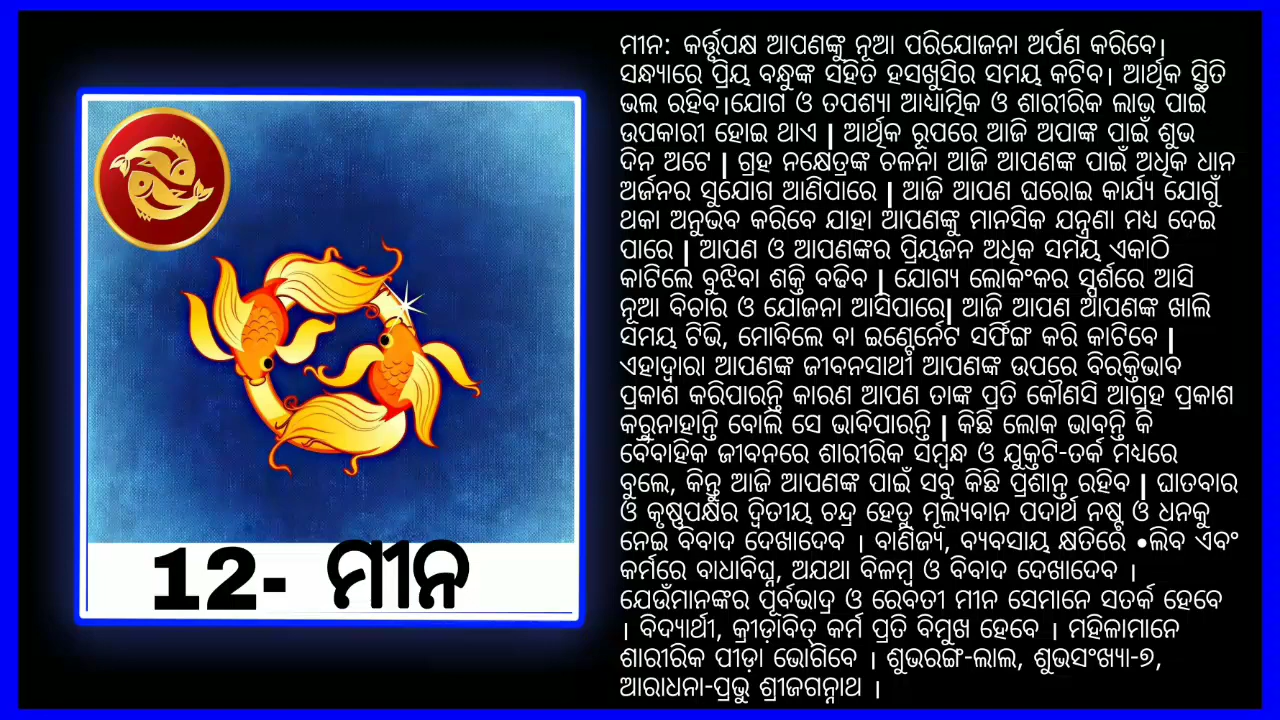 12- ମୀନ
ମୀନ: କର୍ତ୍ତୃପକ୍ଷ ଆପଣଙ୍କୁ ନୂଆ ପରିଯୋଜନା ଅର୍ପଣ କରିବେ।
ସନ୍ଧ୍ୟାରେ ପ୍ରିୟ ବନ୍ଧୁଙ୍କ ସହିତ ହସଖୁସିର ସମୟ କଟିବ। ଆର୍ଥିକ ସ୍ଥିତି
ଭଲ ରହିବ।ଯୋଗ ଓ ତପଶ୍ୟା ଆଧ୍ୟାତ୍ମିକ ଓ ଶାରୀରିକ ଲାଭ ପାଇଁ
ଉପକାରୀ ହୋଇ ଥାଏ | ଆର୍ଥିକ ରୂପରେ ଆଜି ଅପାଙ୍କ ପାଇଁ ଶୁଭ
ଦିନ ଅଟେ | ଗ୍ରହ ନକ୍ଷେତ୍ରଙ୍କ ଚଳନା ଆଜି ଆପଣଙ୍କ ପାଇଁ ଅଧିକ ଧାନ
ଅର୍ଜନର ସୁଯୋଗ ଆଣିପାରେ | ଆଜି ଆପଣ ଘରୋଇ କାର୍ଯ୍ୟ ଯୋଗୁଁ
ଥକା ଅନୁଭବ କରିବେ ଯାହା ଆପଣଙ୍କୁ ମାନସିକ ଯନ୍ତ୍ରଣା ମଧ୍ୟ ଦେଇ
ପାରେ | ଆପଣ ଓ ଆପଣଙ୍କର ପ୍ରିୟଜନ ଅଧିକ ସମୟ ଏକାଠି
କାଟିଲେ ବୁଝିବା ଶକ୍ତି ବଢିବ | ଯୋଗ୍ୟ ଲୋକଂକର ସ୍ପର୍ଶରେ ଆସି
ନୂଆ ବିଚାର ଓ ଯୋଜନା ଆସିପାରେ| ଆଜି ଆପଣ ଆପଣଙ୍କ ଖାଲି
ସମୟ ଟିଭି, ମୋବିଲେ ବା ଇଣ୍ଟେର୍ନେଟ ସର୍ଫିଙ୍ଗ କରି କାଟିବେ |
ଏହାଦ୍ୱାରା ଆପଣଙ୍କ ଜୀବନସାଥୀ ଆପଣଙ୍କ ଉପରେ ବିରକ୍ତିଭାବ
ପ୍ରକାଶ କରିପାରନ୍ତି କାରଣ ଆପଣ ତାଙ୍କ ପ୍ରତି କୌଣସି ଆଗ୍ରହ ପ୍ରକାଶ
କରୁନାହାନ୍ତି ବୋଲି ସେ ଭାବିପାରନ୍ତି | କିଛି ଲୋକ ଭାବନ୍ତି କି
ବୈବାହିକ ଜୀବନରେ ଶାରୀରିକ ସମ୍ବନ୍ଧ ଓ ଯୁକ୍ତଟି-ତର୍କ ମଧ୍ୟରେ
ବୁଲେ, କିନ୍ତୁ ଆଜି ଆପଣଙ୍କ ପାଇଁ ସବୁ କିଛି ପ୍ରଶାନ୍ତ ରହିବ | ଘାତବାର
ଓ କୃଷ୍ଣପକ୍ଷର ଦ୍ୱିତୀୟ ଚନ୍ଦ୍ର ହେତୁ ମୂଲ୍ୟବାନ ପଦାର୍ଥ ନଷ୍ଟ ଓ ଧନକୁ
ନେଇ ବିବାଦ ଦେଖାଦେବ । ବାଣିଜ୍ୟ, ବ୍ୟବସାୟ କ୍ଷତିରେ •ଲିବ ଏବଂ
କର୍ମରେ ବାଧାବିଘ୍ନ, ଅଯଥା ବିଳମ୍ବ ଓ ବିବାଦ ଦେଖାଦେବ ।
ଯେଉଁମାନଙ୍କର ପୂର୍ବଭାଦ୍ର ଓ ରେବତୀ ମୀନ ସେମାନେ ସତର୍କ ହେବେ
। ବିଦ୍ୟାର୍ଥୀ, କ୍ରୀଡ଼ାବିତ୍ କର୍ମ ପ୍ରତି ବିମୁଖ ହେବେ । ମହିଳାମାନେ
ଶାରୀରିକ ପୀଡ଼ା ଭୋଗିବେ । ଶୁଭରଙ୍ଗ-ଲାଲ, ଶୁଭସଂଖ୍ୟା-୭,
ଆରାଧନା-ପ୍ରଭୁ ଶ୍ରୀଜଗନ୍ନାଥ ।